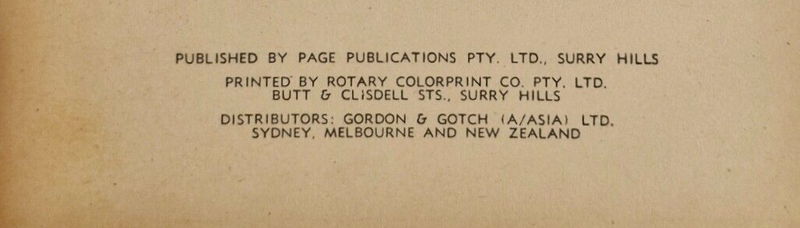 PUBLISHED BY PAGE PUBLICATIONS PTY. LTD., SURRY HILLS
PRINTED BY ROTARY COLORPRINT CO. PTY. LTD.
BUTT & CLISDELL STS., SURRY HILLS
DISTRIBUTORS: GORDON & GOTCH (A/ASIA) LTD.
SYDNEY, MELBOURNE AND NEW ZEALAND